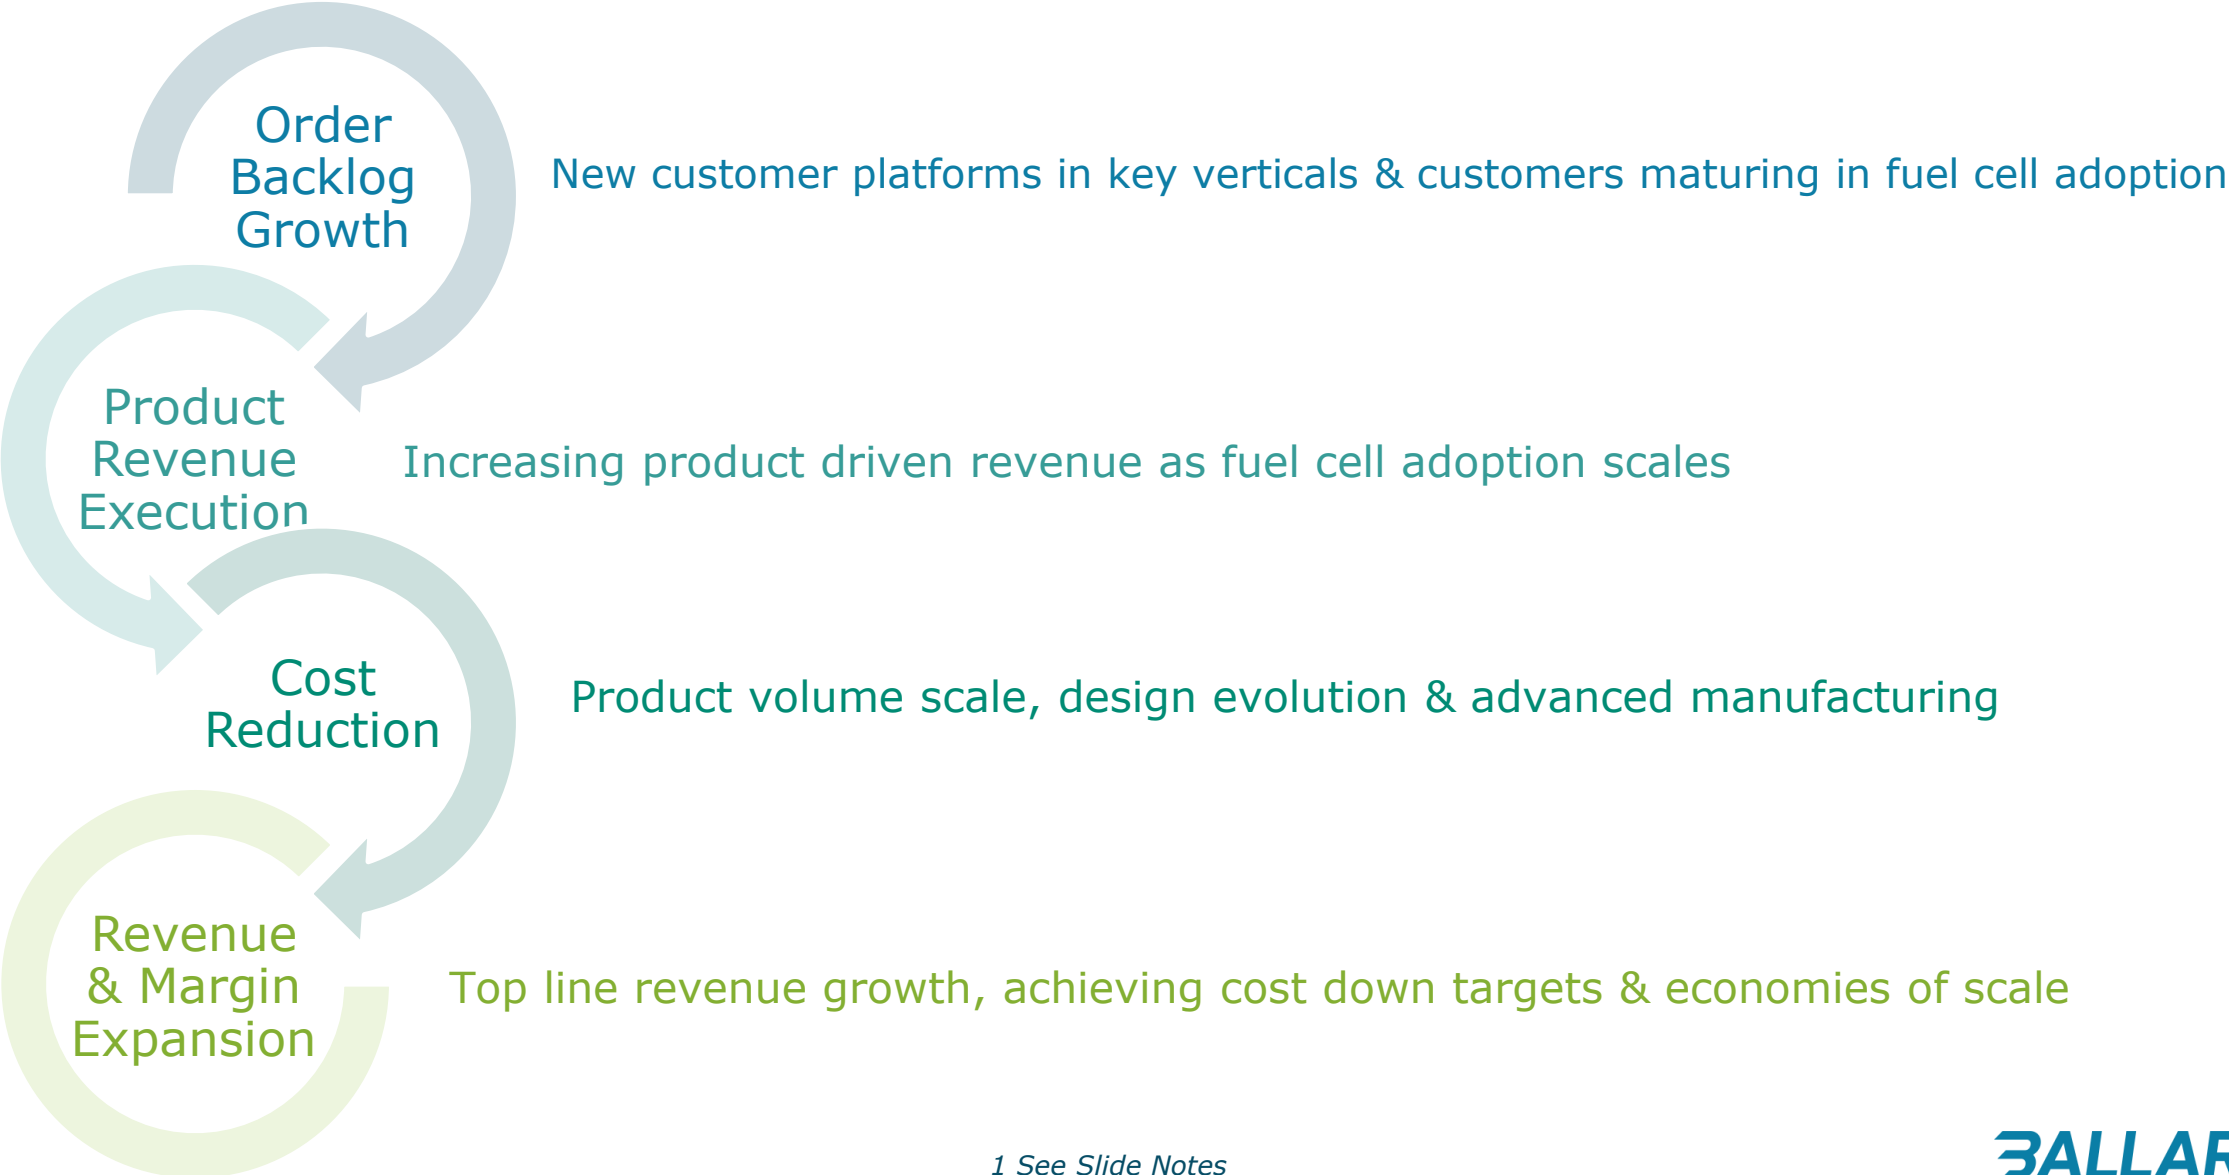 Order
Backlog
Growth
New customer platforms in key verticals & customers maturing in fuel cell adoption
Product
Revenue
Execution
Increasing product driven revenue as fuel cell adoption scales
Cost
Reduction
Product volume scale, design evolution & advanced manufacturing
Revenue
& Margin
Expansion
Top line revenue growth, achieving cost down targets & economies of scale
1 See Slide Notes
BALLAR